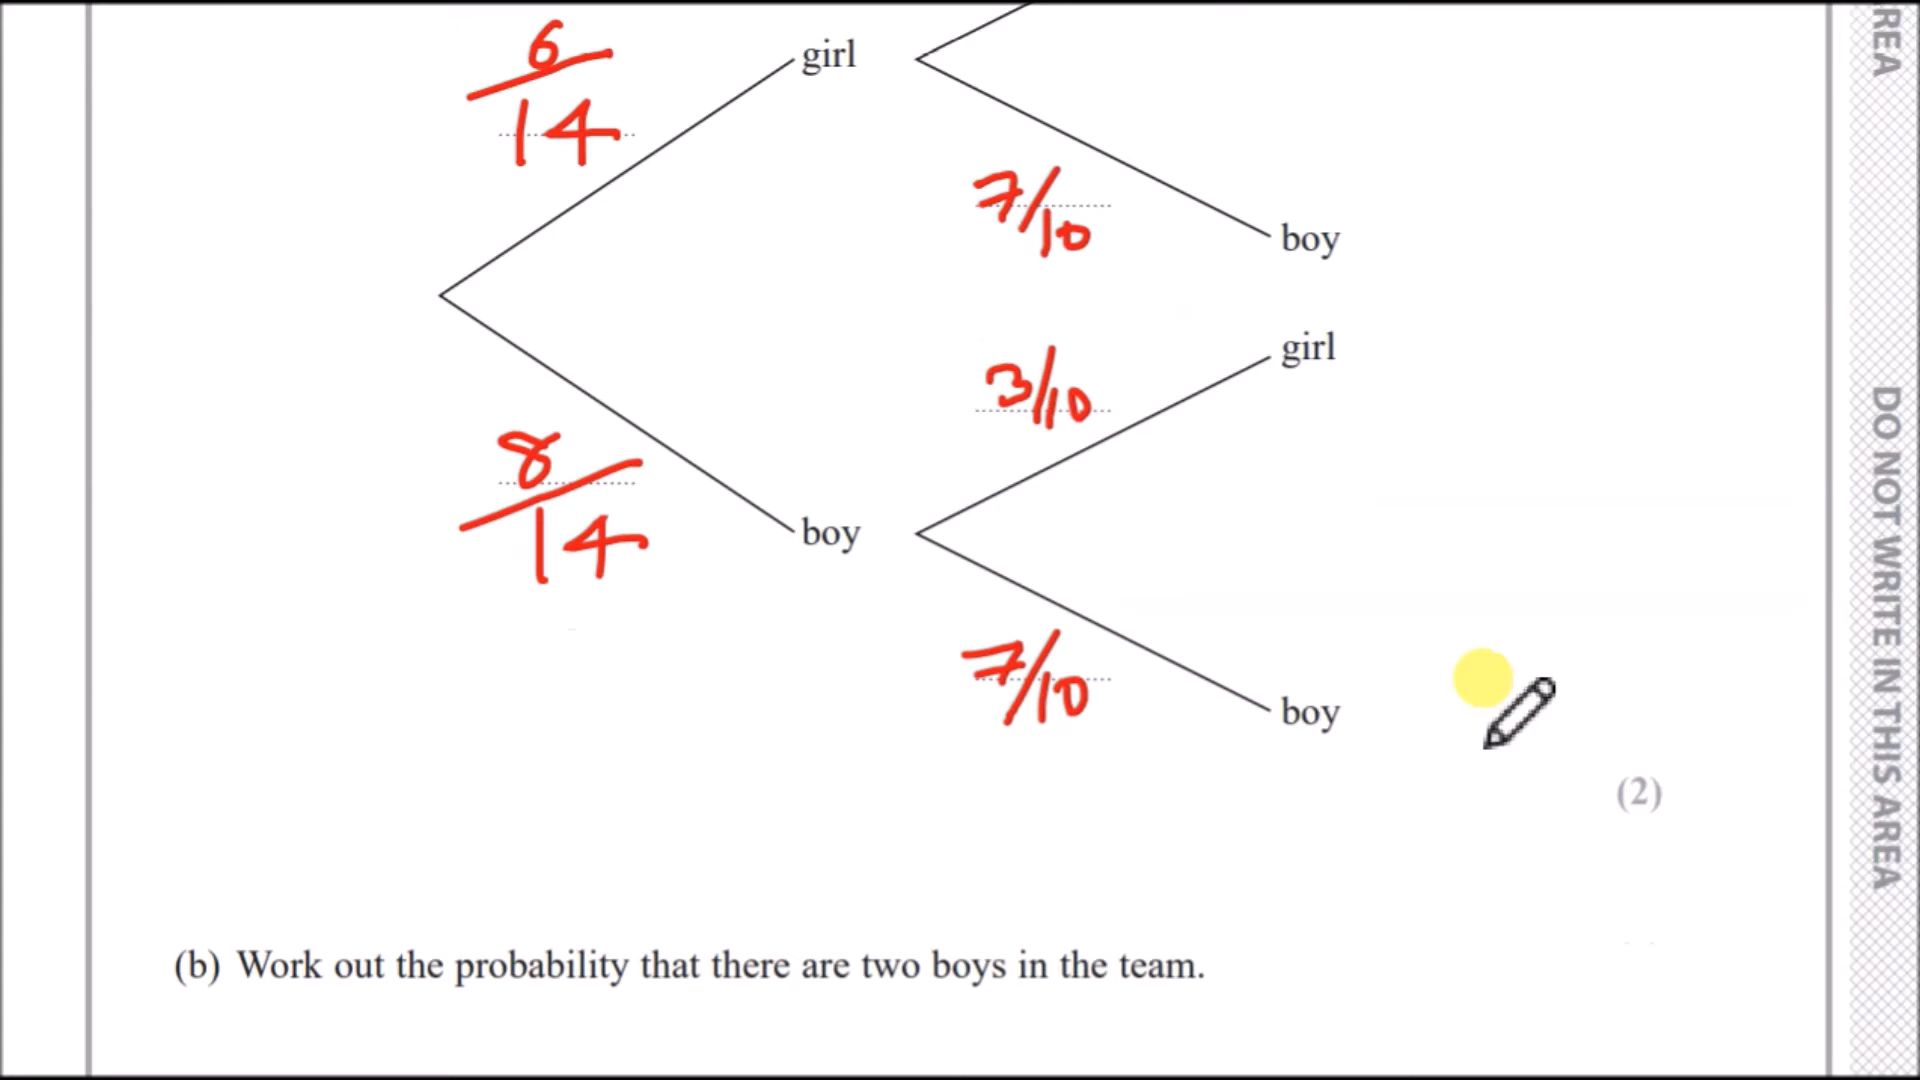 6/14
girl
7/10
boy
3/10
girl
8/14
boy
7/10
boy
(2)
(b) Work out the probability that there are two boys in the team.
REA
DO NOT WRITE IN THIS AREA